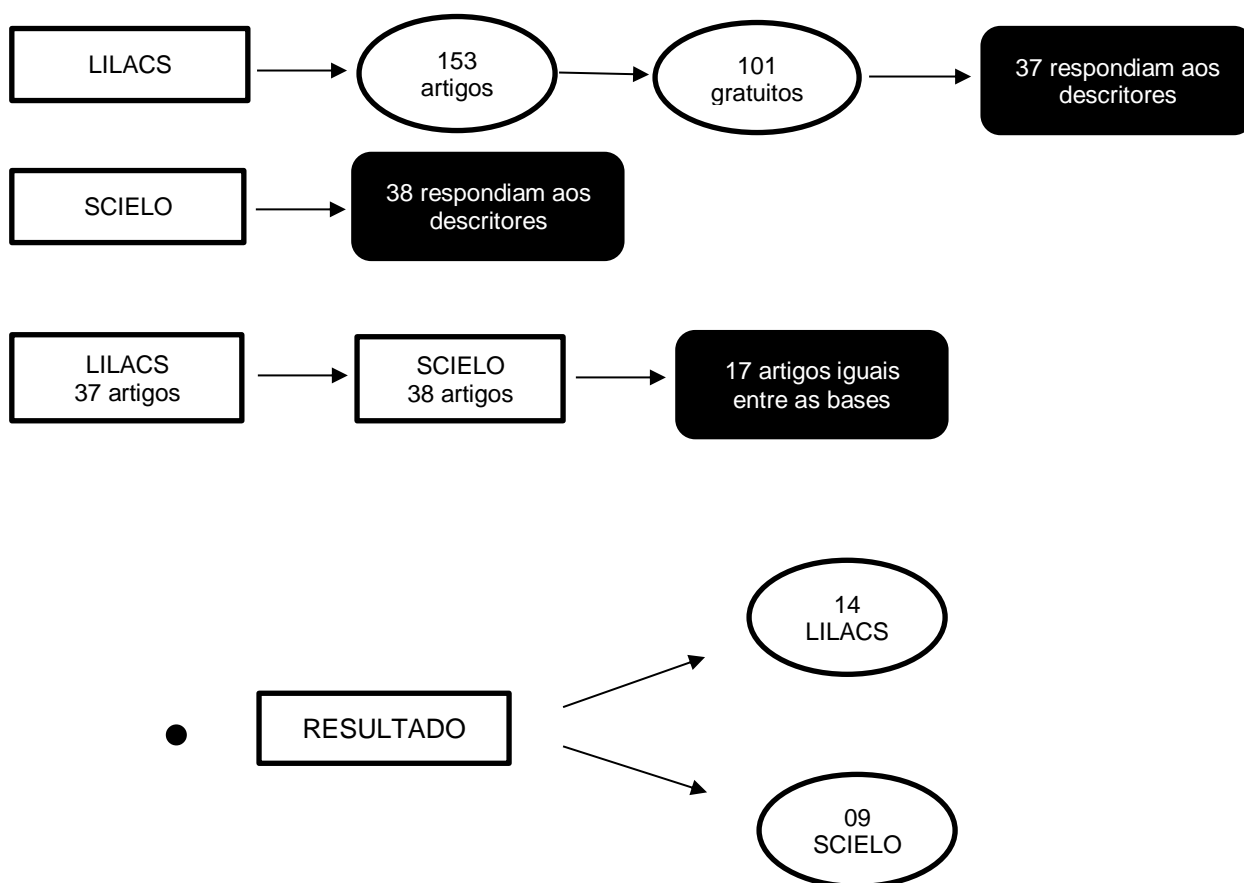 LILACS
153
artigos
101
gratuitos
37 respondiam aos
descritores
SCIELO
38 respondiam aos
descritores
LILACS
37 artigos
SCIELO
38 artigos
17 artigos iguais
entre as bases
14
LILACS
RESULTADO
09
SCIELO